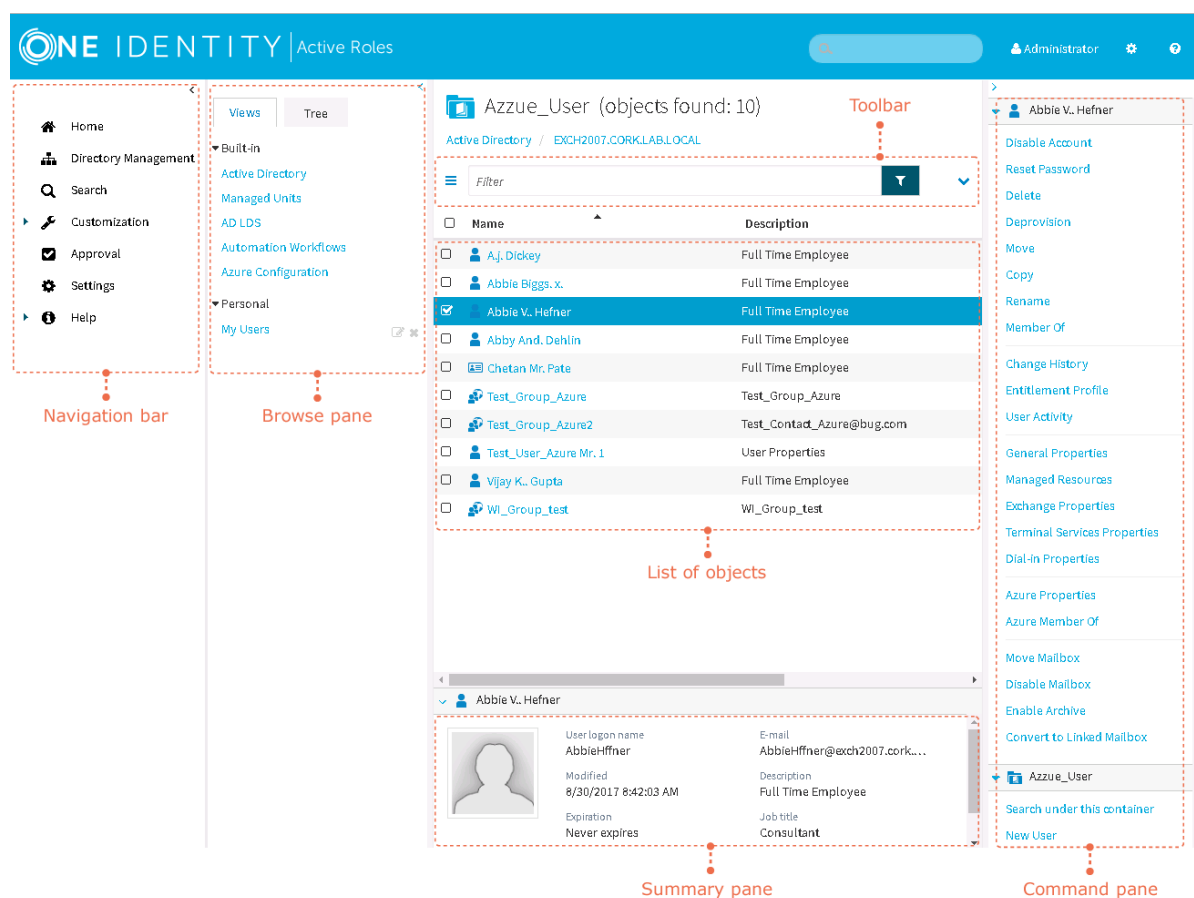 ONE IDENTITY Active Roles
Administrator
Views
Tree
Home
Directory Management
Search
Customization
Approval
Settings
Help
Navigation bar
Built-in
Active Directory
Managed Units
AD LDS
Automation Workflows
Azure Configuration
Personal
My Users
Browse pane
Azzue_User (objects found: 10)
Toolbar
Active Directory / EXCH2007.CORK.LAB.LOCAL
Filter
Name Description
A.j. Dickey Full Time Employee
Abbie Biggs. x. Full Time Employee
Abbie V.. Hefner Full Time Employee
Abby And. Dehlin Full Time Employee
Chetan Mr. Pate Full Time Employee
Test_Group_Azure Test_Group_Azure
Test_Group_Azure2 Test_Contact_Azure@bug.com
Test_User_Azure Mr. 1 User Properties
Vijay K.. Gupta Full Time Employee
WI_Group_test WI_Group_test
List of objects
Abbie V.. Hefner
User logon name
AbbieHffner
E-mail
AbbieHffner@exch2007.cork....
Modified
8/30/2017 8:42:03 AM
Description
Full Time Employee
Expiration
Never expires
Job title
Consultant
Summary pane
Abbie V.. Hefner
Disable Account
Reset Password
Delete
Deprovision
Move
Copy
Rename
Member Of
Change History
Entitlement Profile
User Activity
General Properties
Managed Resources
Exchange Properties
Terminal Services Properties
Dial-in Properties
Azure Properties
Azure Member Of
Move Mailbox
Disable Mailbox
Enable Archive
Convert to Linked Mailbox
Azzue_User
Search under this container
New User
Command pane